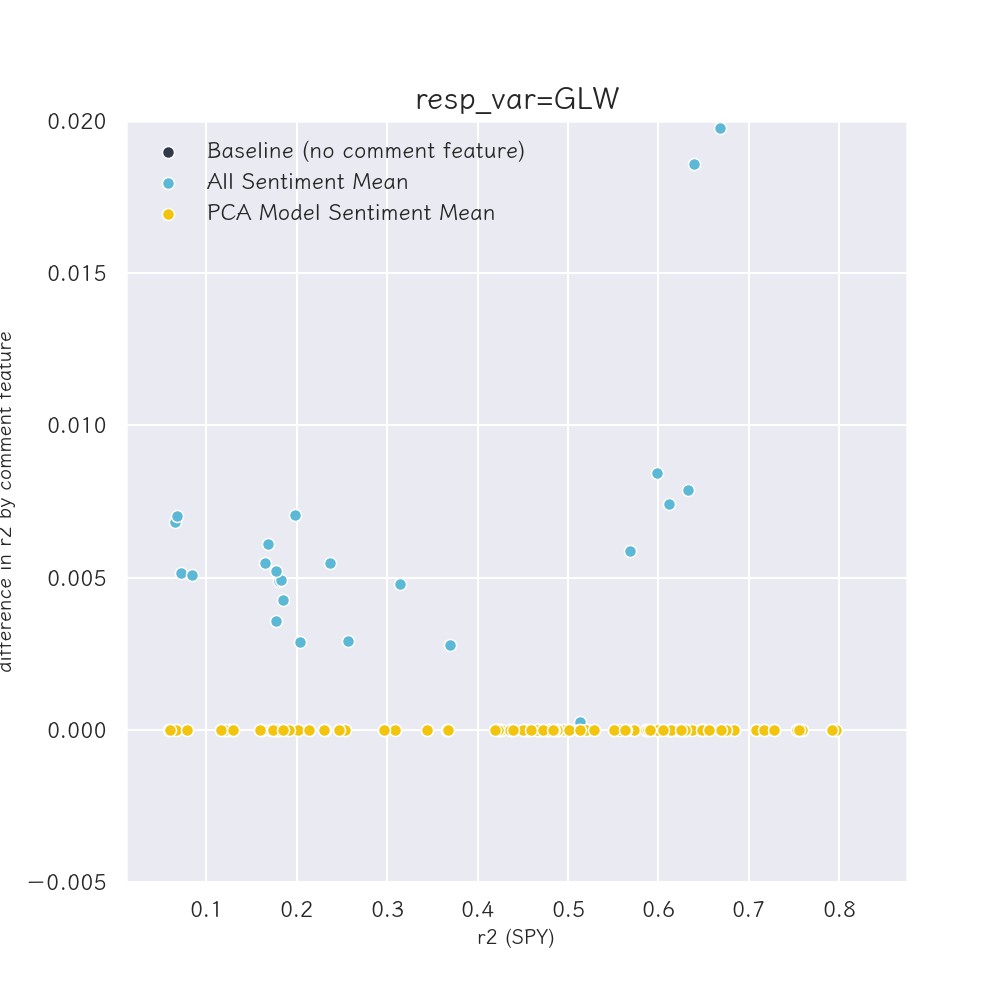 resp_var=GLW
Baseline (no comment feature)
All Sentiment Mean
PCA Model Sentiment Mean
difference in r2 by comment feature
0.020
0.015
0.010
0.005
0.000
−0.005
0.1 0.2 0.3 0.4 0.5 0.6 0.7 0.8
r2 (SPY)